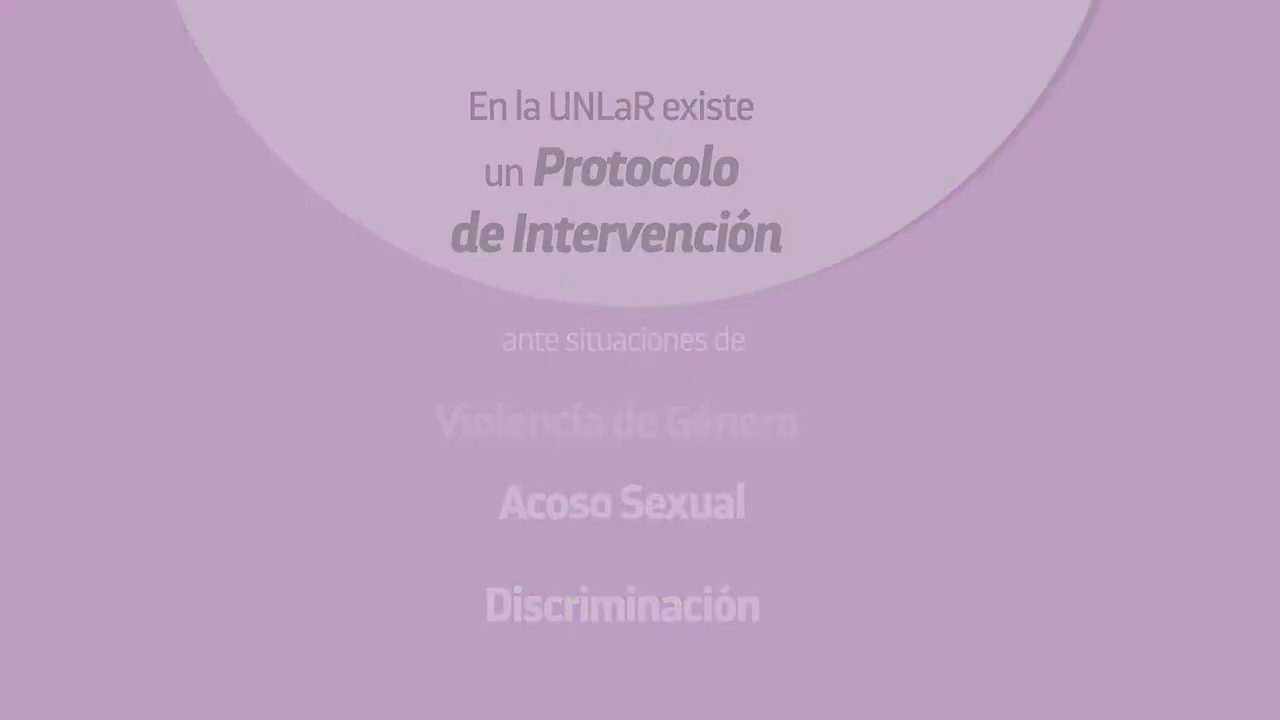 En la UNLaR existe
un Protocolo
de Intervención
ante situaciones de
Violencia de Género
Acoso Sexual
Discriminación